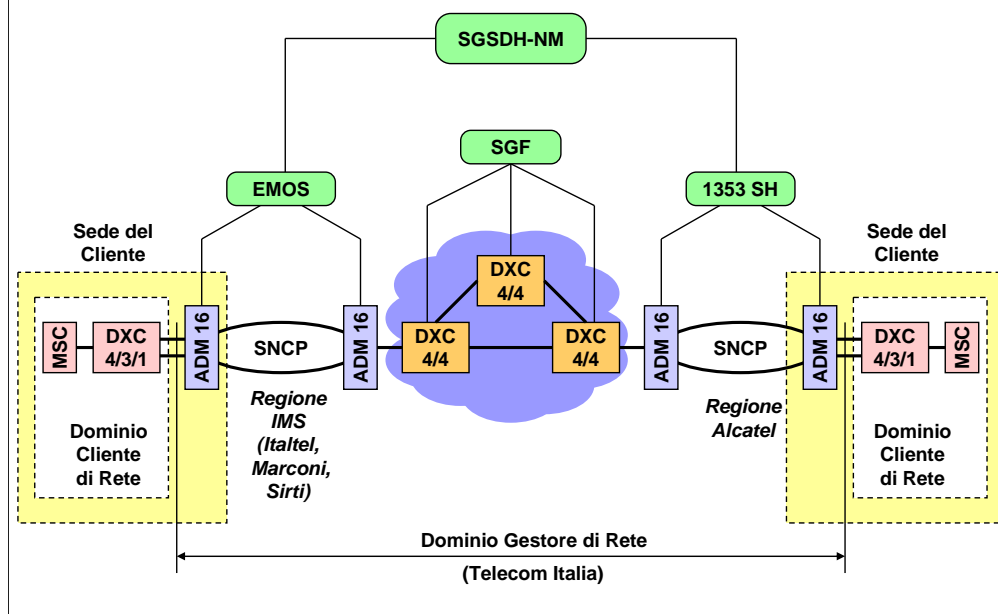 SGSDH-NM
SGF
EMOS
1353 SH
Sede del
Cliente
Sede del
Cliente
DXC
4/4
MSC
DXC
4/3/1
ADM 16
SNCP
ADM 16
DXC
4/4
DXC
4/4
ADM 16
SNCP
ADM 16
DXC
4/3/1
MSC
Regione
IMS
(Italtel,
Marconi,
Sirti)
Regione
Alcatel
Dominio
Cliente
di Rete
Dominio
Cliente
di Rete
Dominio Gestore di Rete
(Telecom Italia)